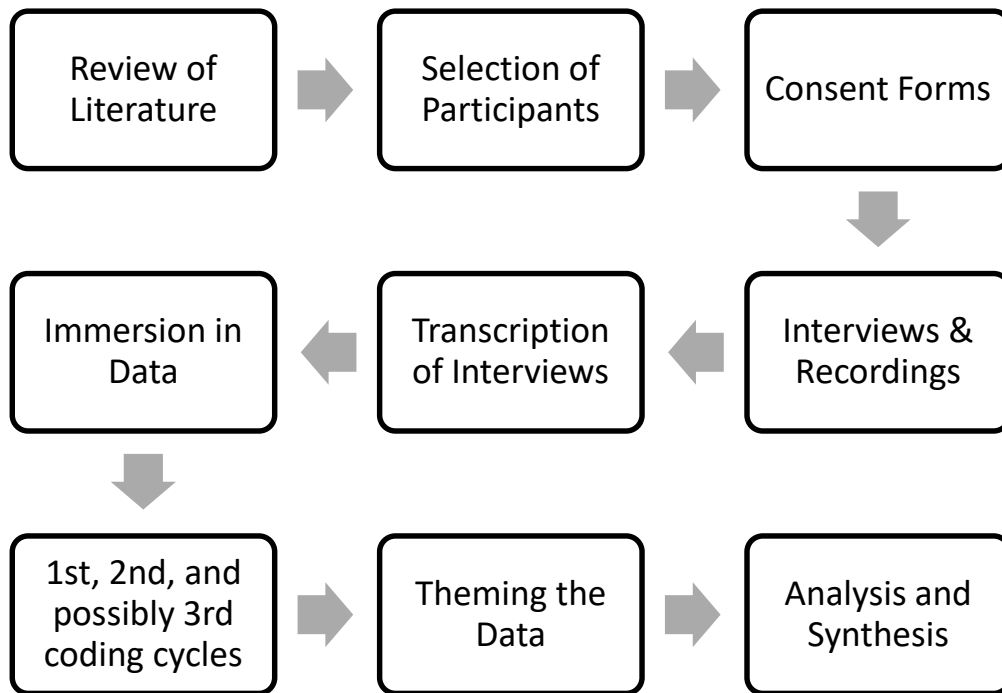 Review of
Literature
Selection of
Participants
Consent Forms
Interviews &
Recordings
Transcription
of Interviews
Immersion in
Data
1st, 2nd, and
possibly 3rd
coding cycles
Theming the
Data
Analysis and
Synthesis